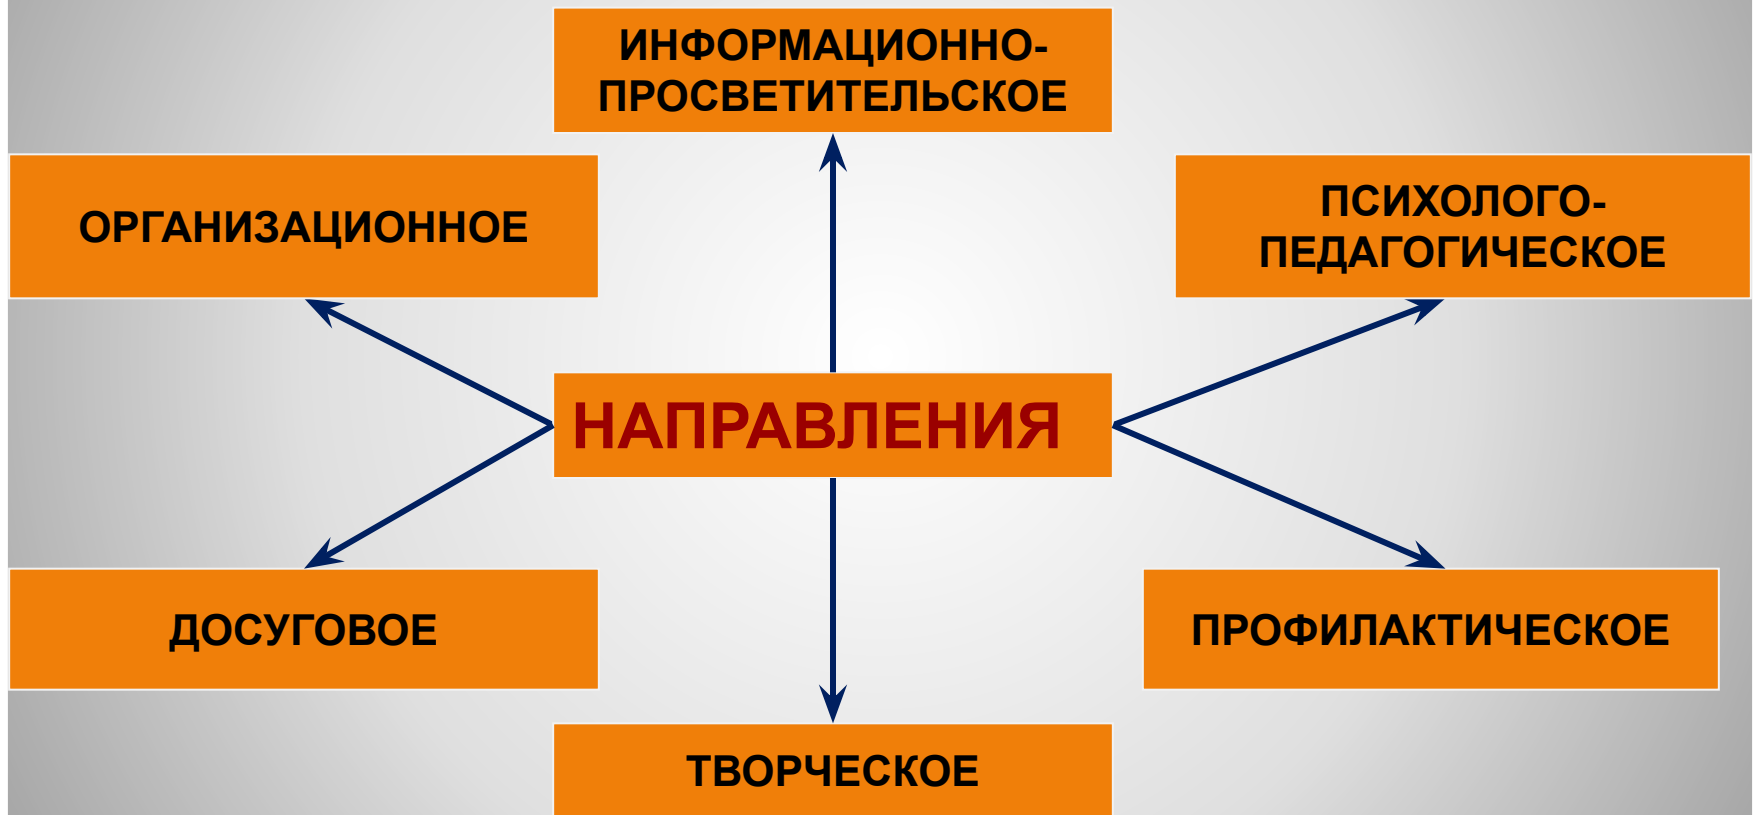 ИНФОРМАЦИОННО-
ПРОСВЕТИТЕЛЬСКОЕ
ОРГАНИЗАЦИОННОЕ
ПСИХОЛОГО-
ПЕДАГОГИЧЕСКОЕ
НАПРАВЛЕНИЯ
ДОСУГОВОЕ
ПРОФИЛАКТИЧЕСКОЕ
ТВОРЧЕСКОЕ